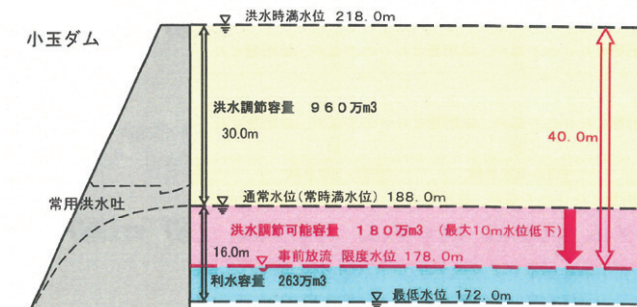 洪水時満水位 218.0m
小玉ダム
洪水調節容量 960万m3
30.0m
40.0m
通常水位(常時満水位) 188.0m
常用洪水吐
洪水調節可能容量 180万m3 (最大10m水位低下)
16.0m
事前放流 限度水位 178.0m
利水容量 263万m3
最低水位 172.0m